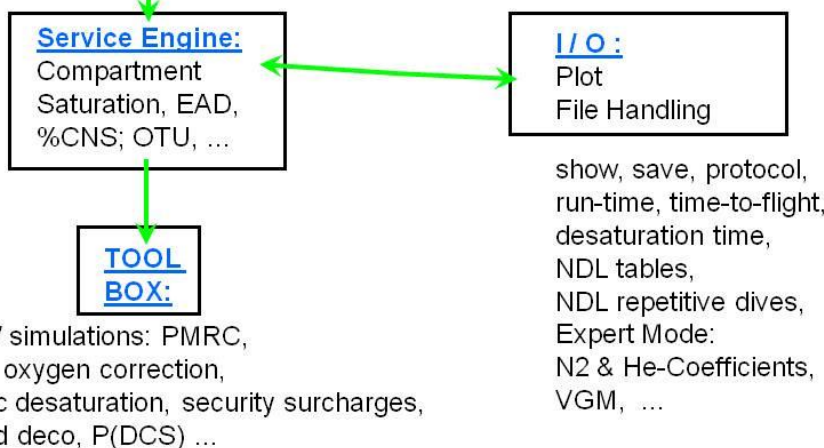 Service Engine:
Compartment
Saturation, EAD,
%CNS; OTU, ...
I / O :
Plot
File Handling
show, save, protocol,
run-time, time-to-flight,
desaturation time,
NDL tables,
NDL repetitive dives,
Expert Mode:
N2 & He-Coefficients,
VGM, ...
TOOL
BOX:
simulations: PMRC,
oxygen correction,
desaturation, security surcharges,
deco, P(DCS) ...